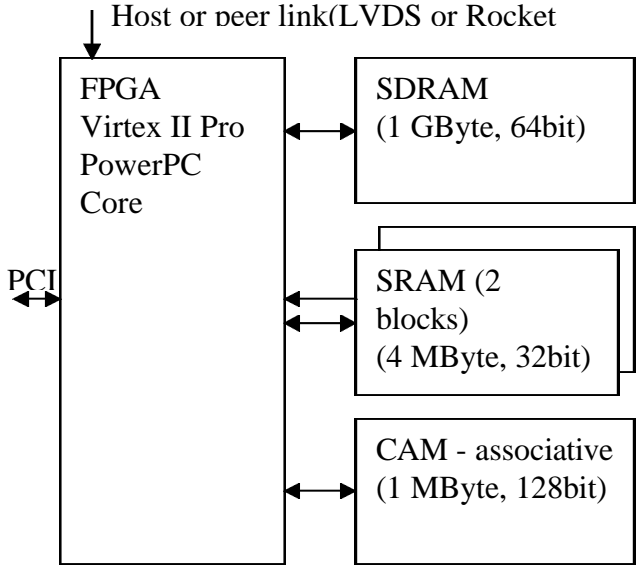 Host or peer link(LVDS or Rocket
FPGA
Virtex II Pro
PowerPC
Core
SDRAM
(1 GByte, 64bit)
PCI
SRAM (2
blocks)
(4 MByte, 32bit)
CAM - associative
(1 MByte, 128bit)